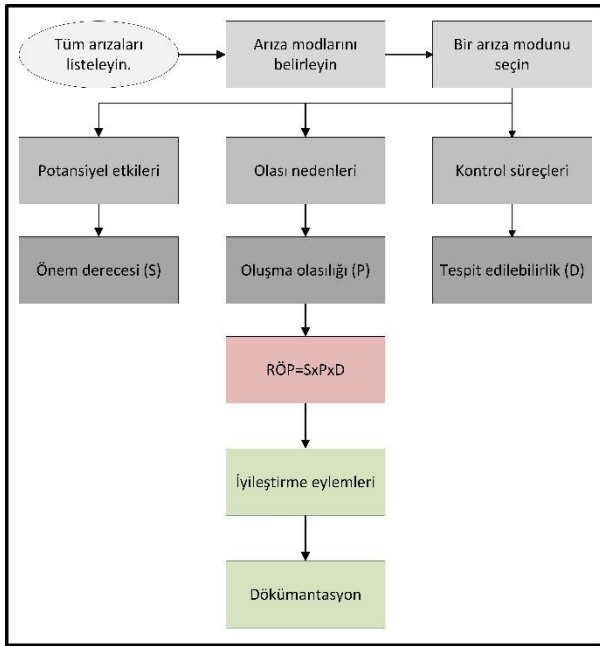 Tüm arızaları
listeleyin.
Arıza modlarını
belirleyin
Bir arıza modunu
seçin
Potansiyel etkileri
Olası nedenleri
Kontrol süreçleri
Önem derecesi (S)
Oluşma olasılığı (P)
Tespit edilebilirlik (D)
RÖP=SxPxD
İyileştirme eylemleri
Dökümantasyon